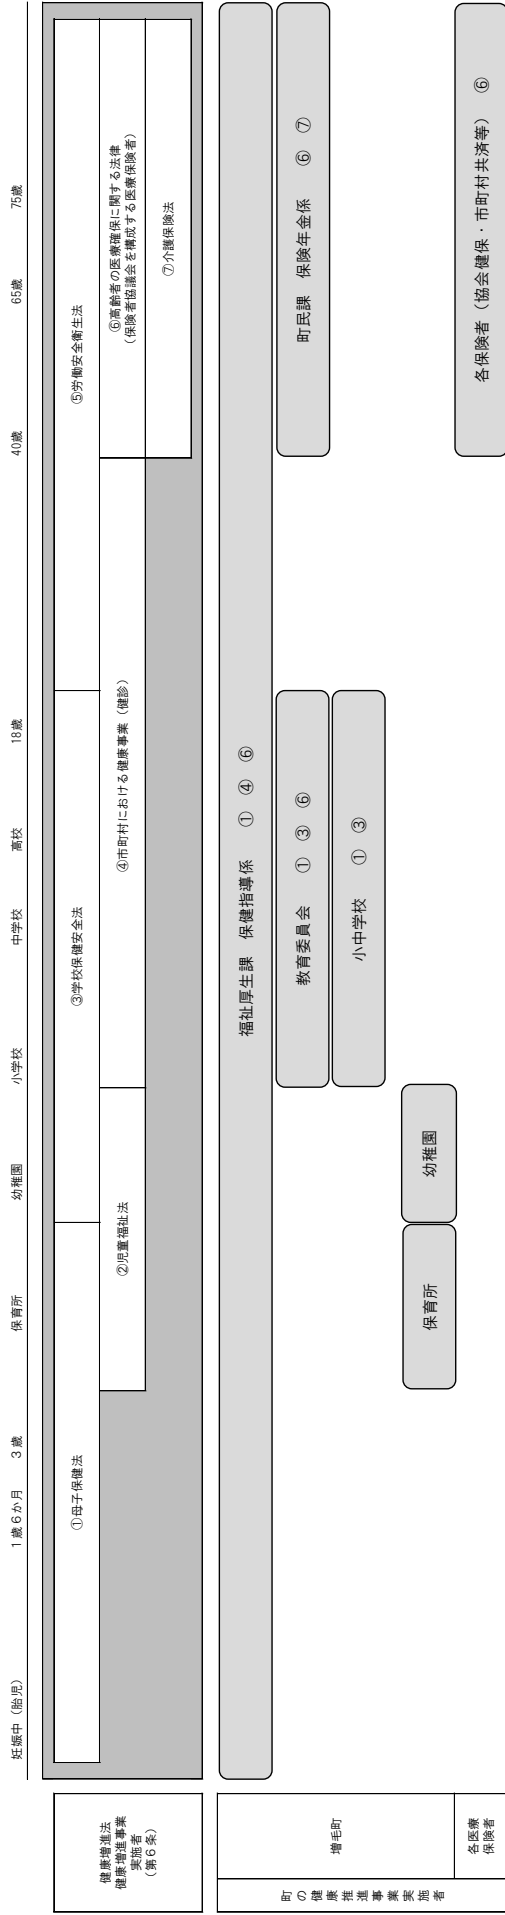 妊娠中（胎児）　1歳6か月　3歳　保育所　幼稚園　小学校　中学校　高校　18歳　40歳　65歳　75歳
健康増進法
健康増進事業
実施者
（第6条）
①母子保健法
③学校保健安全法
⑤労働安全衛生法
②児童福祉法
④市町村における健康事業（健診）
⑥高齢者の医療確保に関する法律
（保険者協議会を構成する医療保険者）
⑦介護保険法
町の健康推進事業実施者
増毛町
福祉厚生課　保健指導係　①　④　⑥
教育委員会　①　③　⑥
町民課　保険年金係　⑥　⑦
小中学校　①　③
保育所
幼稚園
各医療
保険者
各保険者（協会健保・市町村共済等）　⑥